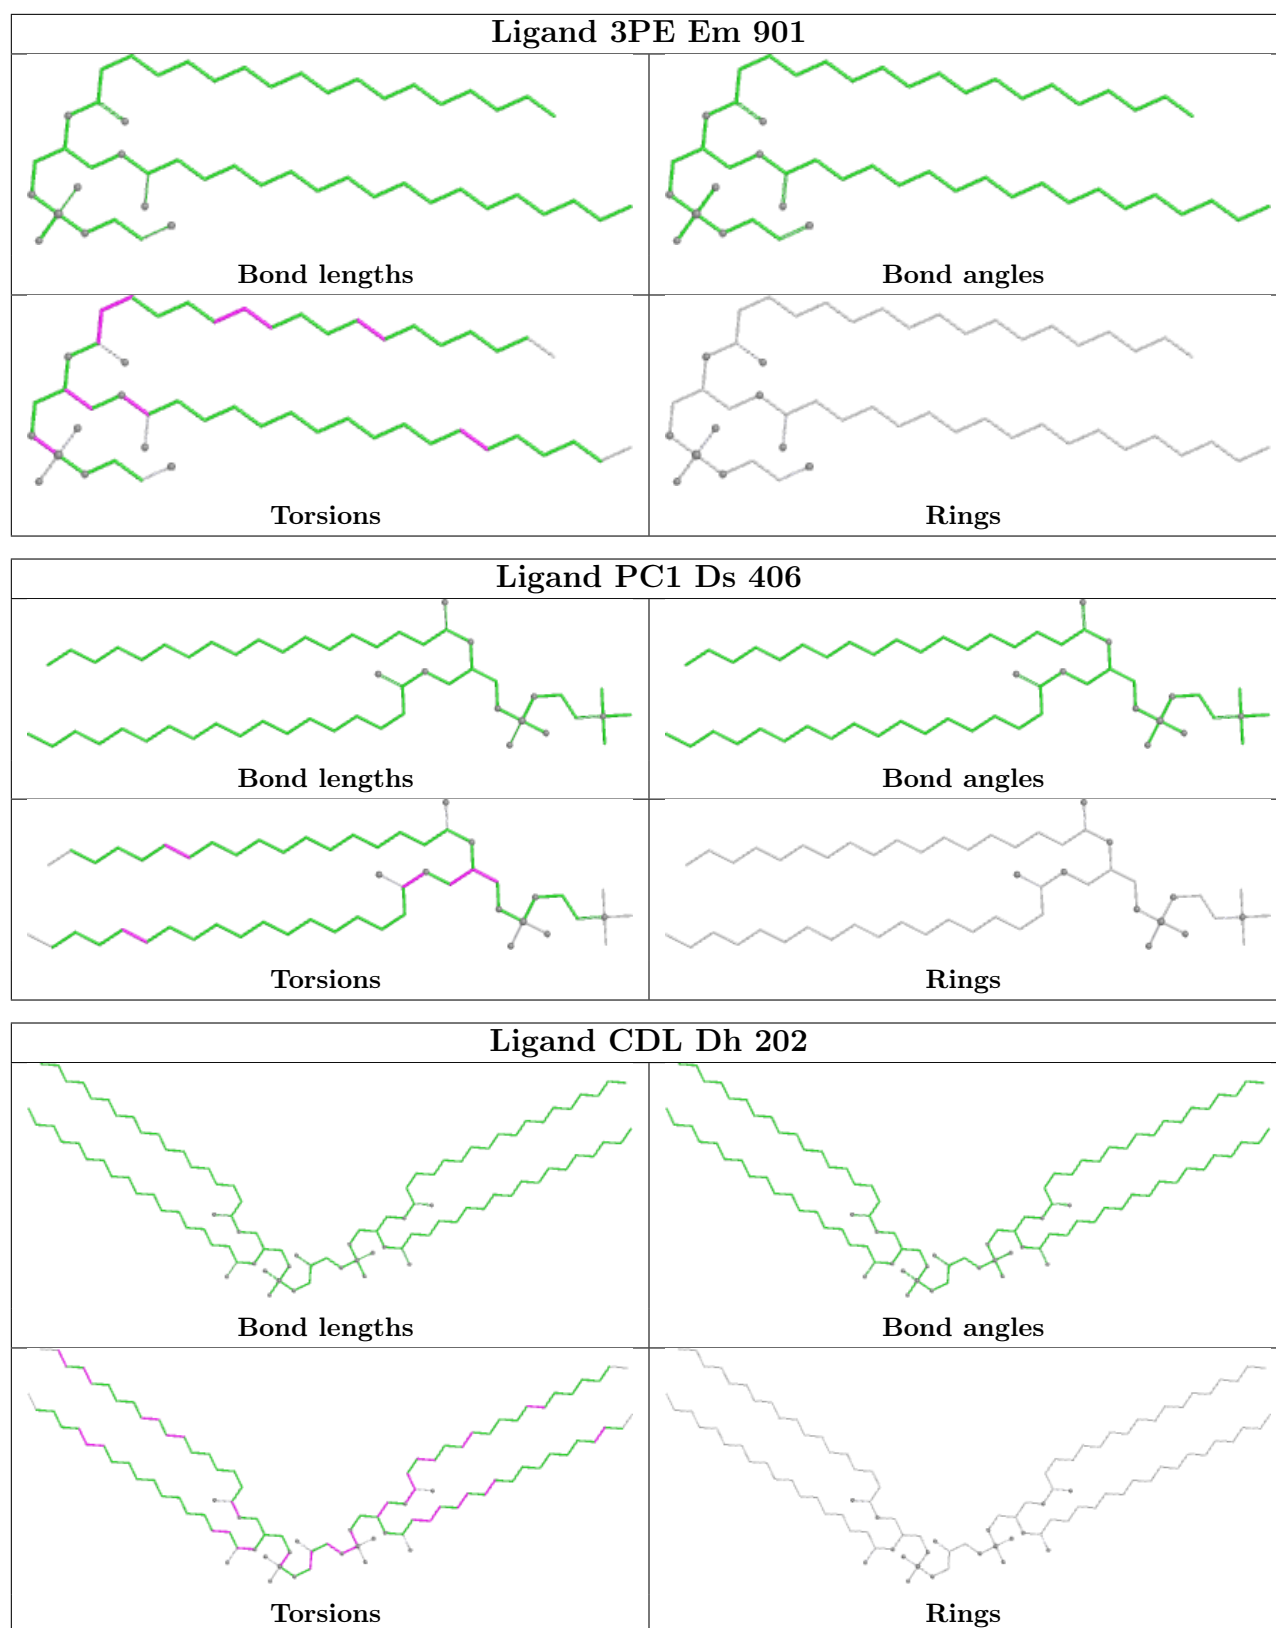 Ligand 3PE Em 901
Bond lengths
Bond angles
Torsions
Rings
Ligand PC1 Ds 406
Bond lengths
Bond angles
Torsions
Rings
Ligand CDL Dh 202
Bond lengths
Bond angles
Torsions
Rings